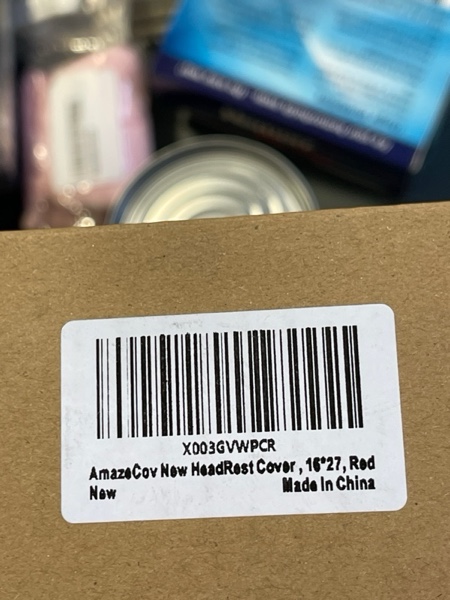 X003GVWPCR
AmazeCov New HeadRest Cover , 16*27, Red
New Made In China